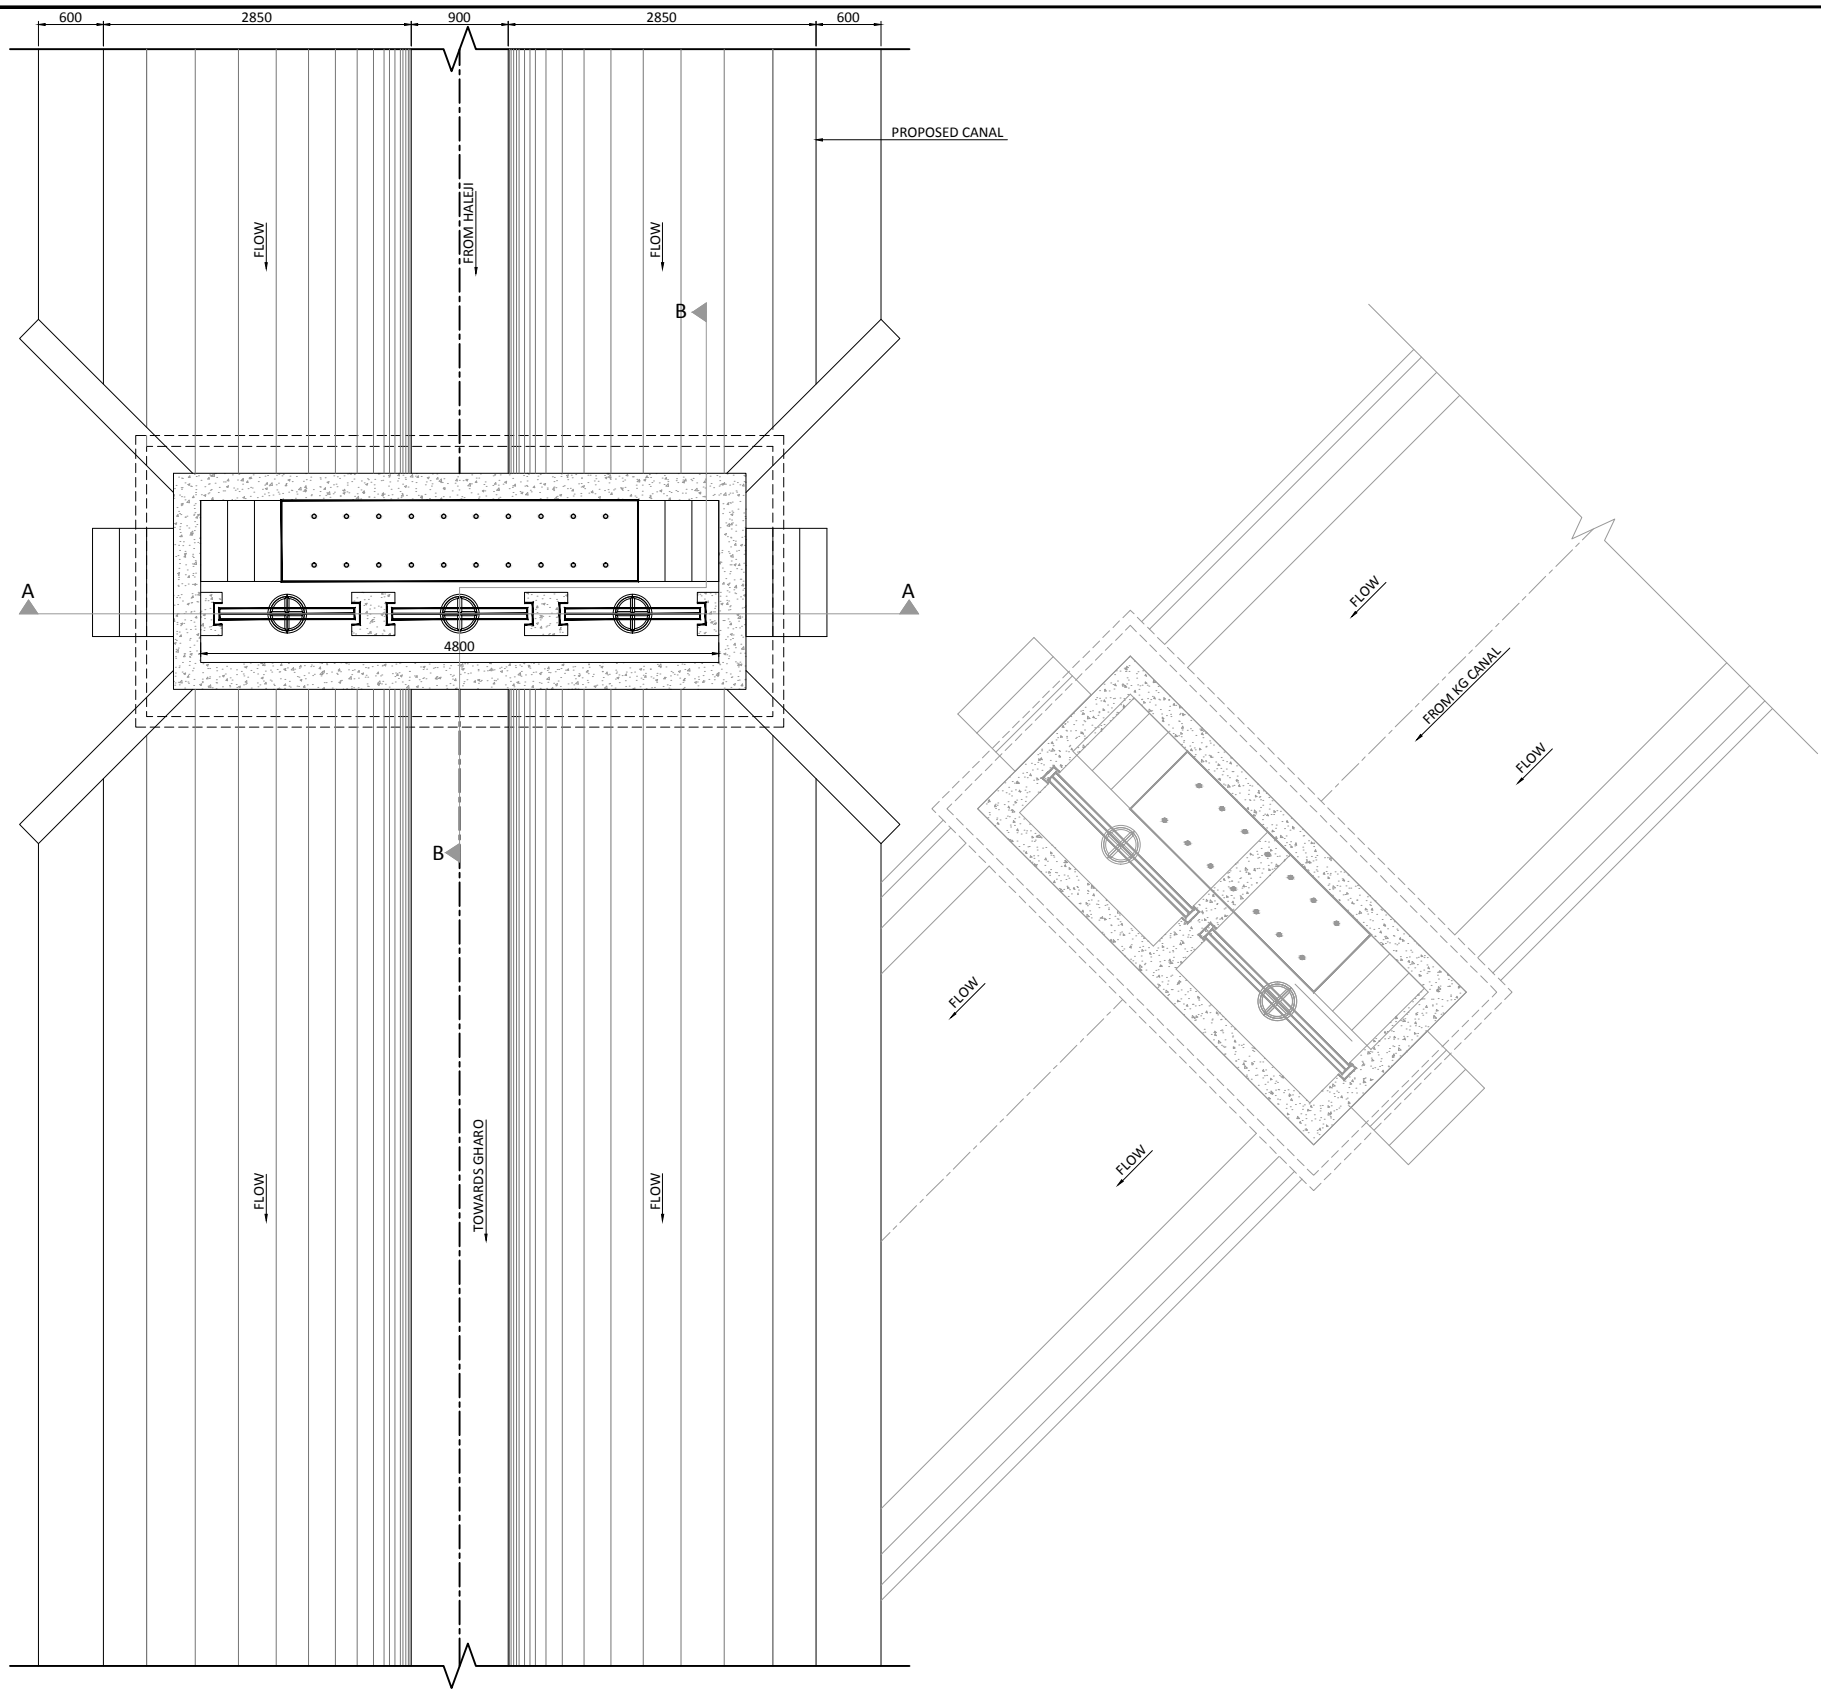 600
2850
900
2850
600
PROPOSED CANAL
FROM HALEJI
FLOW
FLOW
B
FLOW
A
A
4800
FROM KG CANAL
FLOW
B
FLOW
TOWARDS GHARO
FLOW
FLOW
FLOW